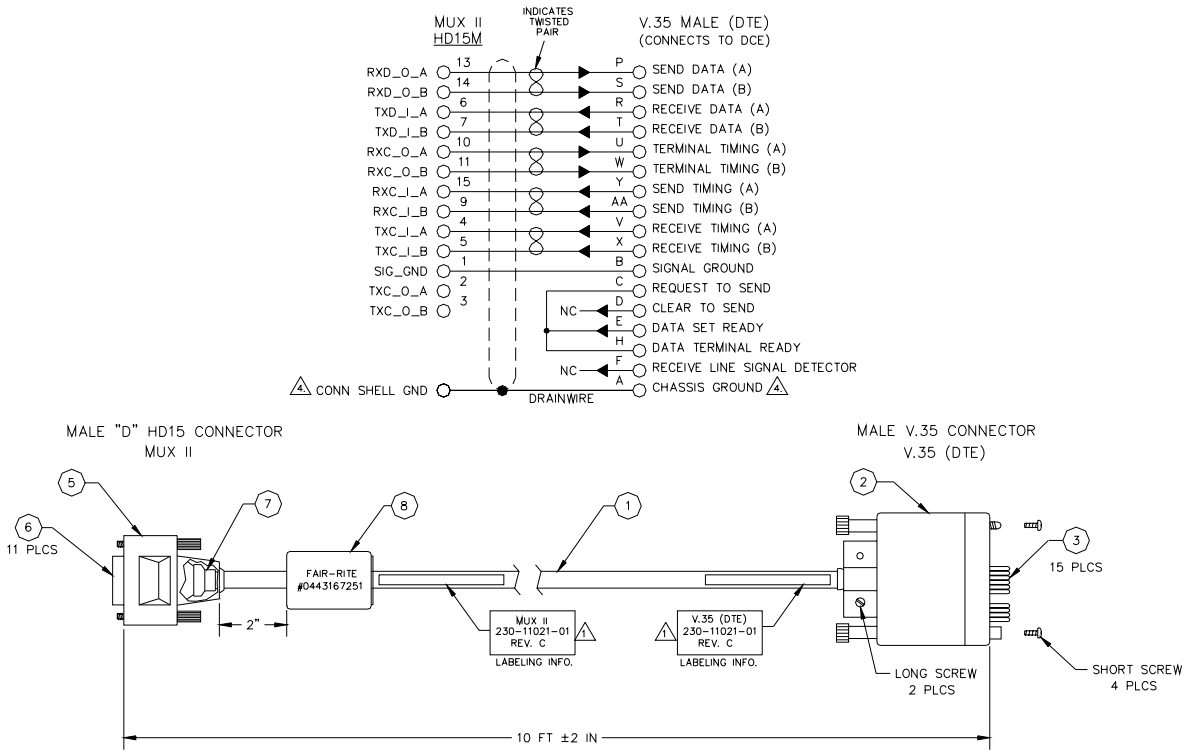 MUX II
HD15M
INDICATES
TWISTED
PAIR
V.35 MALE (DTE)
(CONNECTS TO DCE)
RXD_O_A 13 P SEND DATA (A)
RXD_O_B 14 S SEND DATA (B)
TXD_I_A 6 R RECEIVE DATA (A)
TXD_I_B 7 T RECEIVE DATA (B)
RXC_O_A 10 U TERMINAL TIMING (A)
RXC_O_B 11 W TERMINAL TIMING (B)
RXC_I_A 15 Y SEND TIMING (A)
RXC_I_B 9 AA SEND TIMING (B)
TXC_I_A 4 V RECEIVE TIMING (A)
TXC_I_B 5 X RECEIVE TIMING (B)
SIG_GND 1 B SIGNAL GROUND
TXC_O_A 2 C REQUEST TO SEND
TXC_O_B 3 NC D CLEAR TO SEND
E DATA SET READY
H DATA TERMINAL READY
NC F RECEIVE LINE SIGNAL DETECTOR
4. CONN SHELL GND DRAINWIRE A CHASSIS GROUND 4.
MALE "D" HD15 CONNECTOR
MUX II
MALE V.35 CONNECTOR
V.35 (DTE)
5
7
8
1
2
6
11 PLCS
3
15 PLCS
FAIR-RITE
#0443167251
2"
MUX II
230-11021-01
REV. C
1
LABELING INFO.
1
V.35 (DTE)
230-11021-01
REV. C
LABELING INFO.
LONG SCREW
2 PLCS
SHORT SCREW
4 PLCS
10 FT ±2 IN